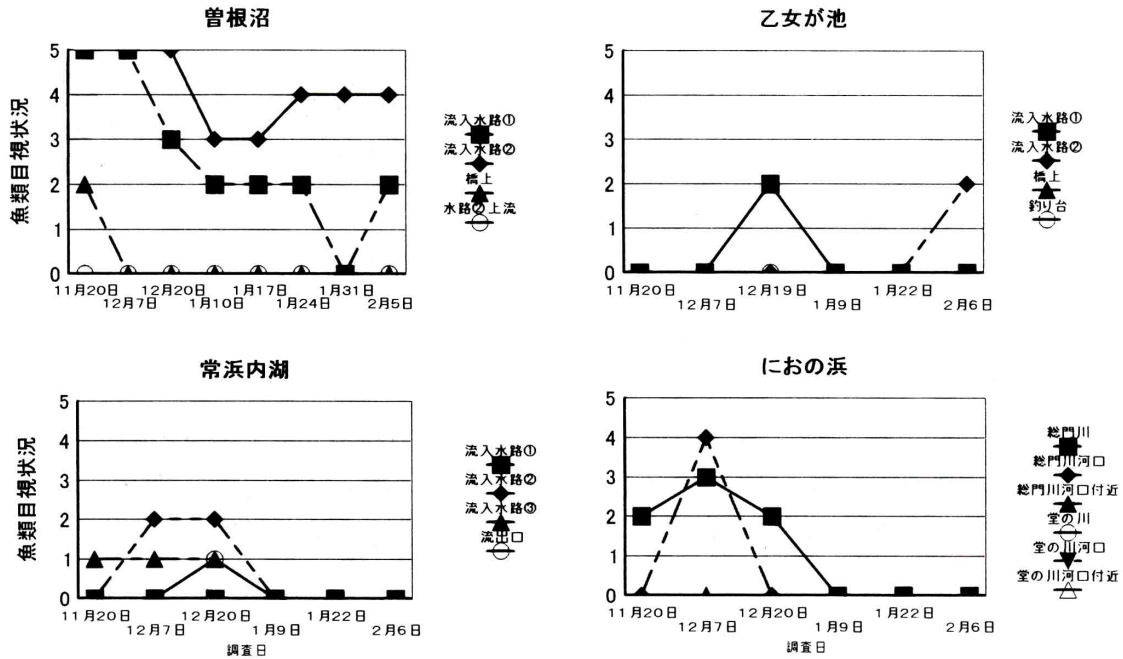 曽根沼
魚類目視状況
5
4
3
2
1
0
11月20日
12月7日
12月20日
1月10日
1月17日
1月24日
1月31日
2月5日
流入水路①
流入水路②
橋上
水路②上流
乙女が池
5
4
3
2
1
0
11月20日
12月7日
12月19日
1月9日
1月22日
2月6日
流入水路①
流入水路②
橋上
釣り台
常浜内湖
魚類目視状況
5
4
3
2
1
0
11月20日
12月7日
12月20日
1月9日
1月22日
2月6日
調査日
流入水路①
流入水路②
流入水路③
流出口
におの浜
5
4
3
2
1
0
11月20日
12月7日
12月20日
1月9日
1月22日
2月6日
調査日
総門川
総門川河口
総門川河口付近
堂の川
堂の川河口
堂の川河口付近